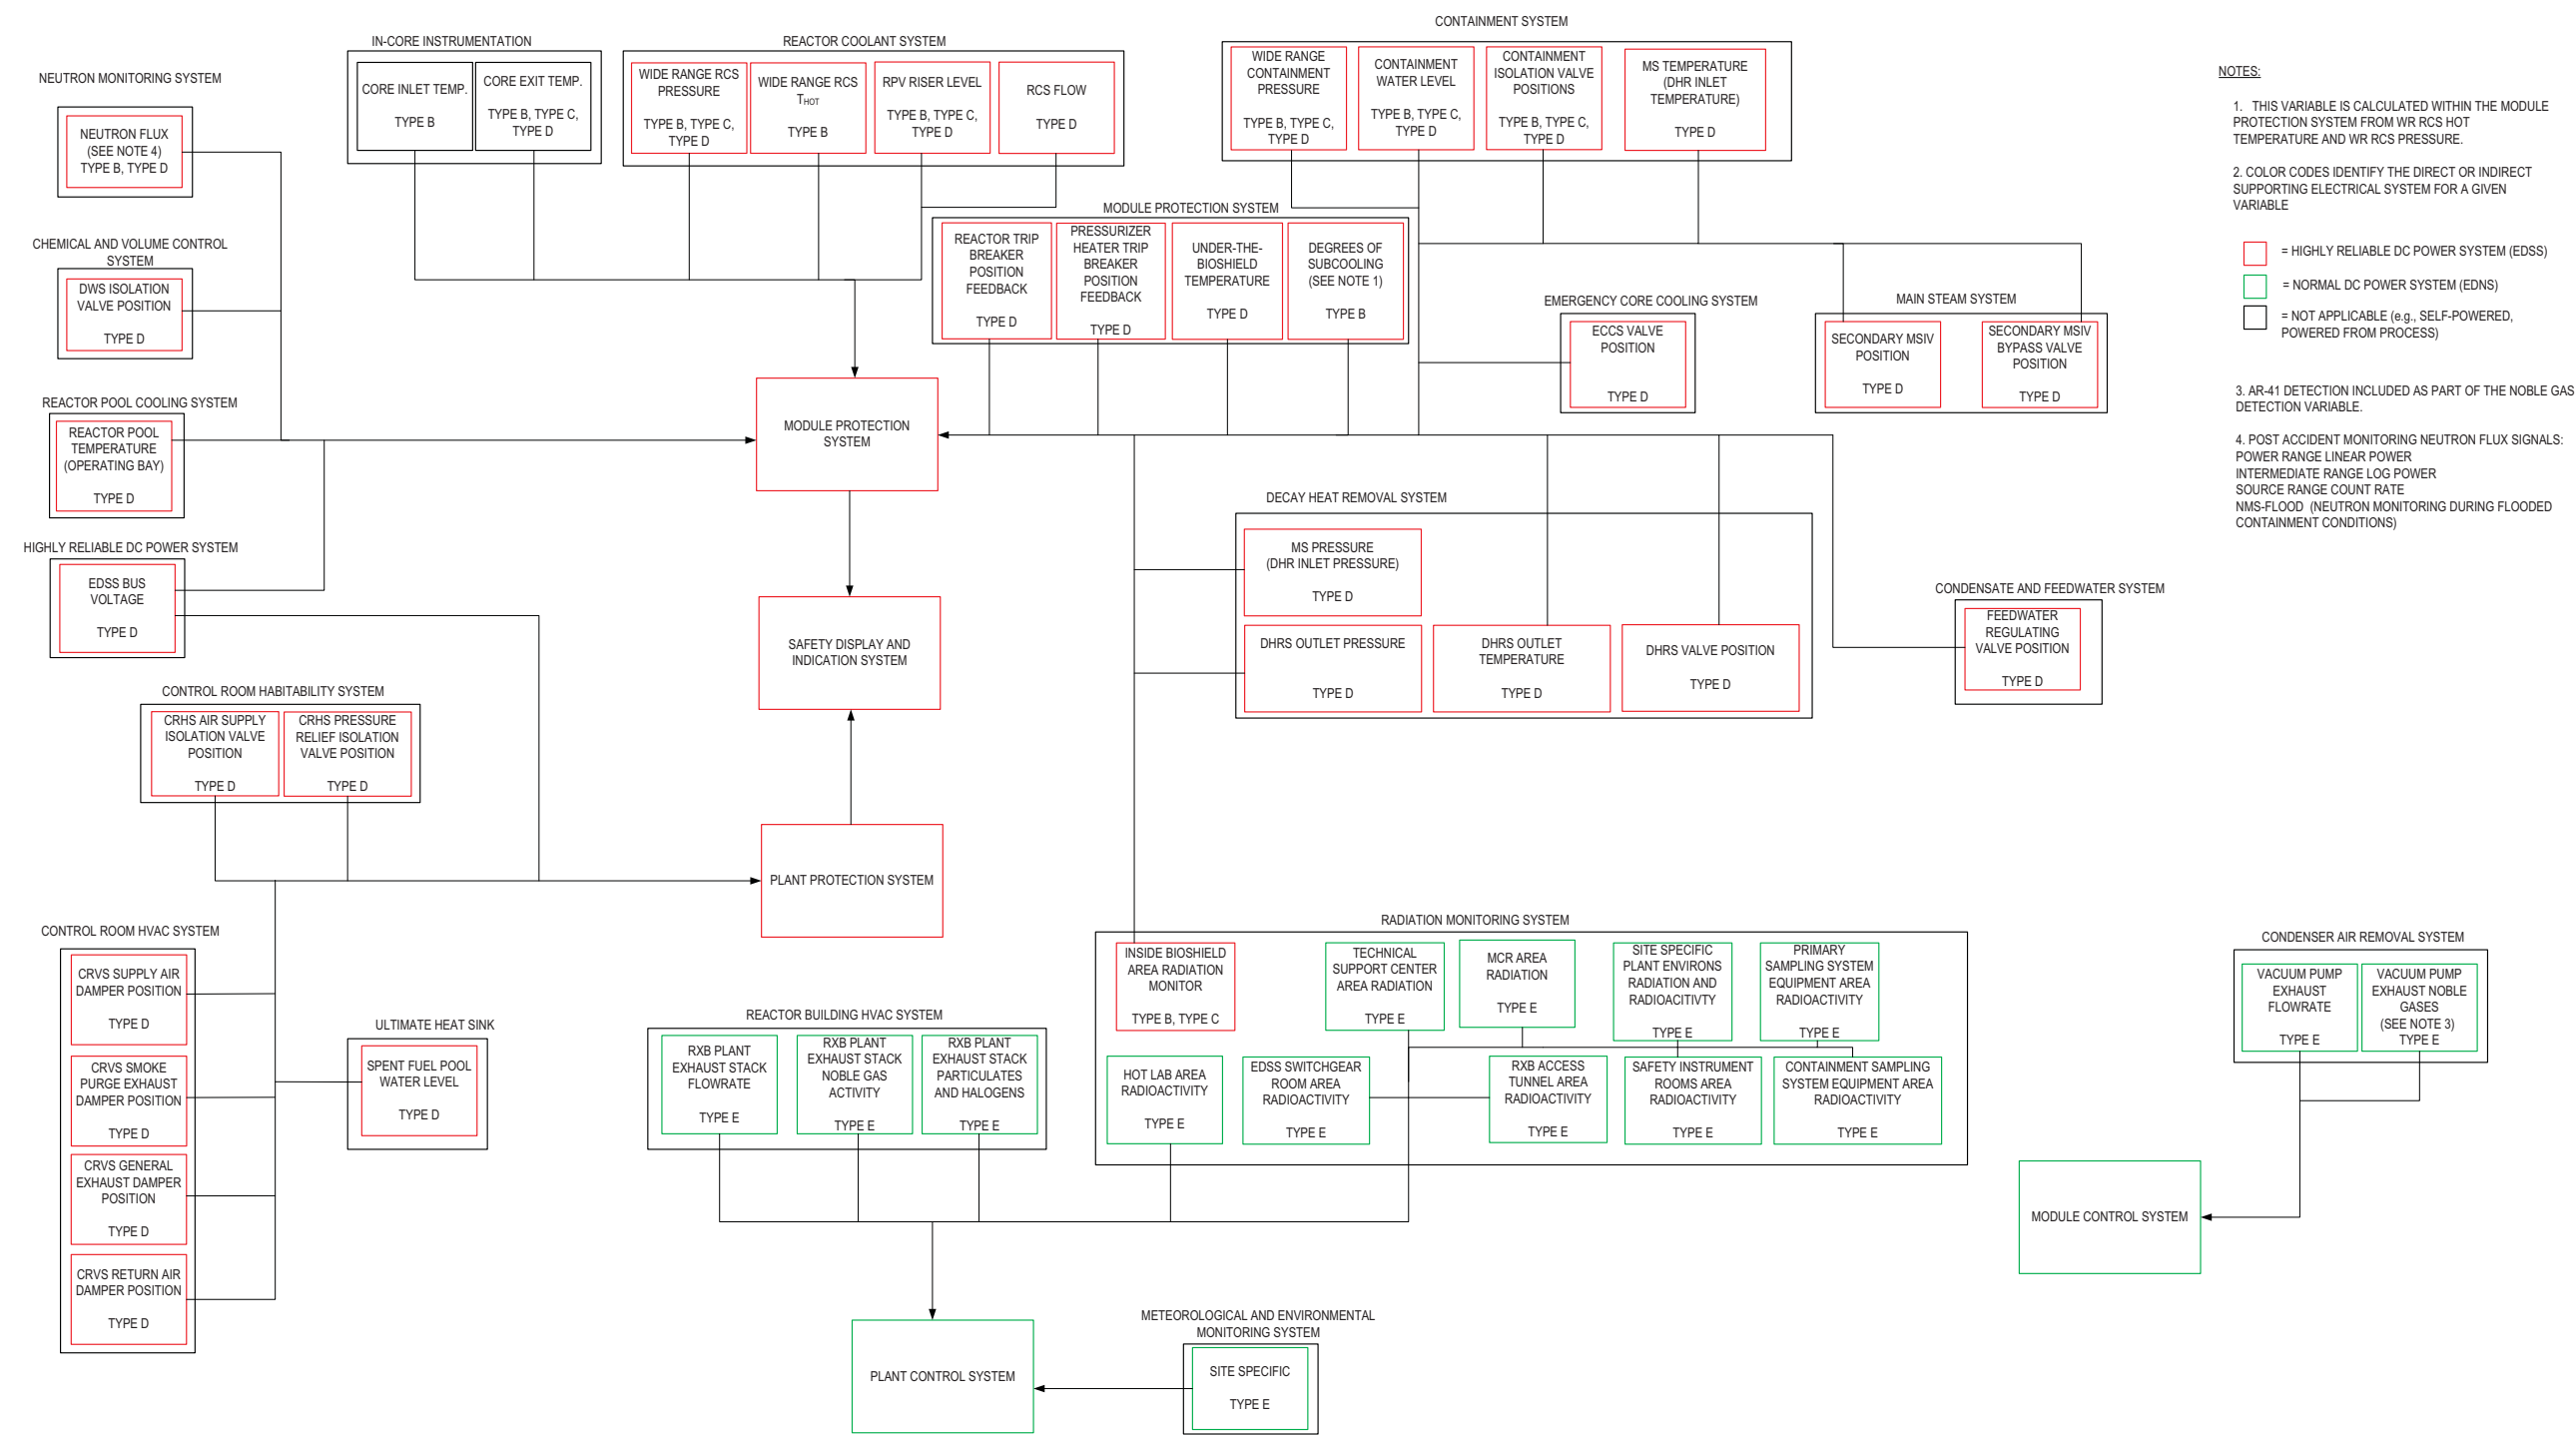 CONTAINMENT SYSTEM
WIDE RANGE
CONTAINMENT
PRESSURE
TYPE B, TYPE C,
TYPE D
CONTAINMENT
WATER LEVEL
TYPE B, TYPE C,
TYPE D
CONTAINMENT
ISOLATION VALVE
POSITIONS
TYPE B, TYPE C,
TYPE D
MS TEMPERATURE
(DHR INLET
TEMPERATURE)
TYPE D
IN-CORE INSTRUMENTATION
CORE INLET TEMP.
TYPE B
CORE EXIT TEMP.
TYPE B, TYPE C,
TYPE D
REACTOR COOLANT SYSTEM
WIDE RANGE RCS
PRESSURE
TYPE B, TYPE C,
TYPE D
WIDE RANGE RCS
THOT
TYPE B
RPV RISER LEVEL
TYPE B, TYPE C,
TYPE D
RCS FLOW
TYPE D
NEUTRON MONITORING SYSTEM
NEUTRON FLUX
(SEE NOTE 4)
TYPE B, TYPE D
CHEMICAL AND VOLUME CONTROL
SYSTEM
DWS ISOLATION
VALVE POSITION
TYPE D
REACTOR POOL COOLING SYSTEM
REACTOR POOL
TEMPERATURE
(OPERATING BAY)
TYPE D
HIGHLY RELIABLE DC POWER SYSTEM
EDSS BUS
VOLTAGE
TYPE D
MODULE PROTECTION SYSTEM
REACTOR TRIP
BREAKER
POSITION
FEEDBACK
TYPE D
PRESSURIZER
HEATER TRIP
BREAKER
POSITION
FEEDBACK
TYPE D
UNDER-THE-
BIOSHIELD
TEMPERATURE
TYPE D
DEGREES OF
SUBCOOLING
(SEE NOTE 1)
TYPE B
EMERGENCY CORE COOLING SYSTEM
ECCS VALVE
POSITION
TYPE D
MAIN STEAM SYSTEM
SECONDARY MSIV
POSITION
TYPE D
SECONDARY MSIV
BYPASS VALVE
POSITION
TYPE D
NOTES:
1. THIS VARIABLE IS CALCULATED WITHIN THE MODULE
PROTECTION SYSTEM FROM WR RCS HOT
TEMPERATURE AND WR RCS PRESSURE.
2. COLOR CODES IDENTIFY THE DIRECT OR INDIRECT
SUPPORTING ELECTRICAL SYSTEM FOR A GIVEN
VARIABLE
= HIGHLY RELIABLE DC POWER SYSTEM (EDSS)
= NORMAL DC POWER SYSTEM (EDNS)
= NOT APPLICABLE (e.g., SELF-POWERED,
POWERED FROM PROCESS)
3. AR-41 DETECTION INCLUDED AS PART OF THE NOBLE GAS
DETECTION VARIABLE.
4. POST ACCIDENT MONITORING NEUTRON FLUX SIGNALS:
POWER RANGE LINEAR POWER
INTERMEDIATE RANGE LOG POWER
SOURCE RANGE COUNT RATE
NMS-FLOOD (NEUTRON MONITORING DURING FLOODED
CONTAINMENT CONDITIONS)
MODULE PROTECTION
SYSTEM
SAFETY DISPLAY AND
INDICATION SYSTEM
PLANT PROTECTION SYSTEM
DECAY HEAT REMOVAL SYSTEM
MS PRESSURE
(DHR INLET PRESSURE)
TYPE D
DHRS OUTLET PRESSURE
TYPE D
DHRS OUTLET
TEMPERATURE
TYPE D
DHRS VALVE POSITION
TYPE D
CONDENSATE AND FEEDWATER SYSTEM
FEEDWATER
REGULATING
VALVE POSITION
TYPE D
CONTROL ROOM HABITABILITY SYSTEM
CRHS AIR SUPPLY
ISOLATION VALVE
POSITION
TYPE D
CRHS PRESSURE
RELIEF ISOLATION
VALVE POSITION
TYPE D
CONTROL ROOM HVAC SYSTEM
CRVS SUPPLY AIR
DAMPER POSITION
TYPE D
CRVS SMOKE
PURGE EXHAUST
DAMPER POSITION
TYPE D
CRVS GENERAL
EXHAUST DAMPER
POSITION
TYPE D
CRVS RETURN AIR
DAMPER POSITION
TYPE D
ULTIMATE HEAT SINK
SPENT FUEL POOL
WATER LEVEL
TYPE D
REACTOR BUILDING HVAC SYSTEM
RXB PLANT
EXHAUST STACK
FLOWRATE
TYPE E
RXB PLANT
EXHAUST STACK
NOBLE GAS
ACTIVITY
TYPE E
RXB PLANT
EXHAUST STACK
PARTICULATES
AND HALOGENS
TYPE E
RADIATION MONITORING SYSTEM
INSIDE BIOSHIELD
AREA RADIATION
MONITOR
TYPE B, TYPE C
TECHNICAL
SUPPORT CENTER
AREA RADIATION
TYPE E
MCR AREA
RADIATION
TYPE E
SITE SPECIFIC
PLANT ENVIRONS
RADIATION AND
RADIOACITIVTY
TYPE E
PRIMARY
SAMPLING SYSTEM
EQUIPMENT AREA
RADIOACTIVITY
TYPE E
HOT LAB AREA
RADIOACTIVITY
TYPE E
EDSS SWITCHGEAR
ROOM AREA
RADIOACTIVITY
TYPE E
RXB ACCESS
TUNNEL AREA
RADIOACTIVITY
TYPE E
SAFETY INSTRUMENT
ROOMS AREA
RADIOACTIVITY
TYPE E
CONTAINMENT SAMPLING
SYSTEM EQUIPMENT AREA
RADIOACTIVITY
TYPE E
CONDENSER AIR REMOVAL SYSTEM
VACUUM PUMP
EXHAUST
FLOWRATE
TYPE E
VACUUM PUMP
EXHAUST NOBLE
GASES
(SEE NOTE 3)
TYPE E
MODULE CONTROL SYSTEM
PLANT CONTROL SYSTEM
METEOROLOGICAL AND ENVIRONMENTAL
MONITORING SYSTEM
SITE SPECIFIC
TYPE E